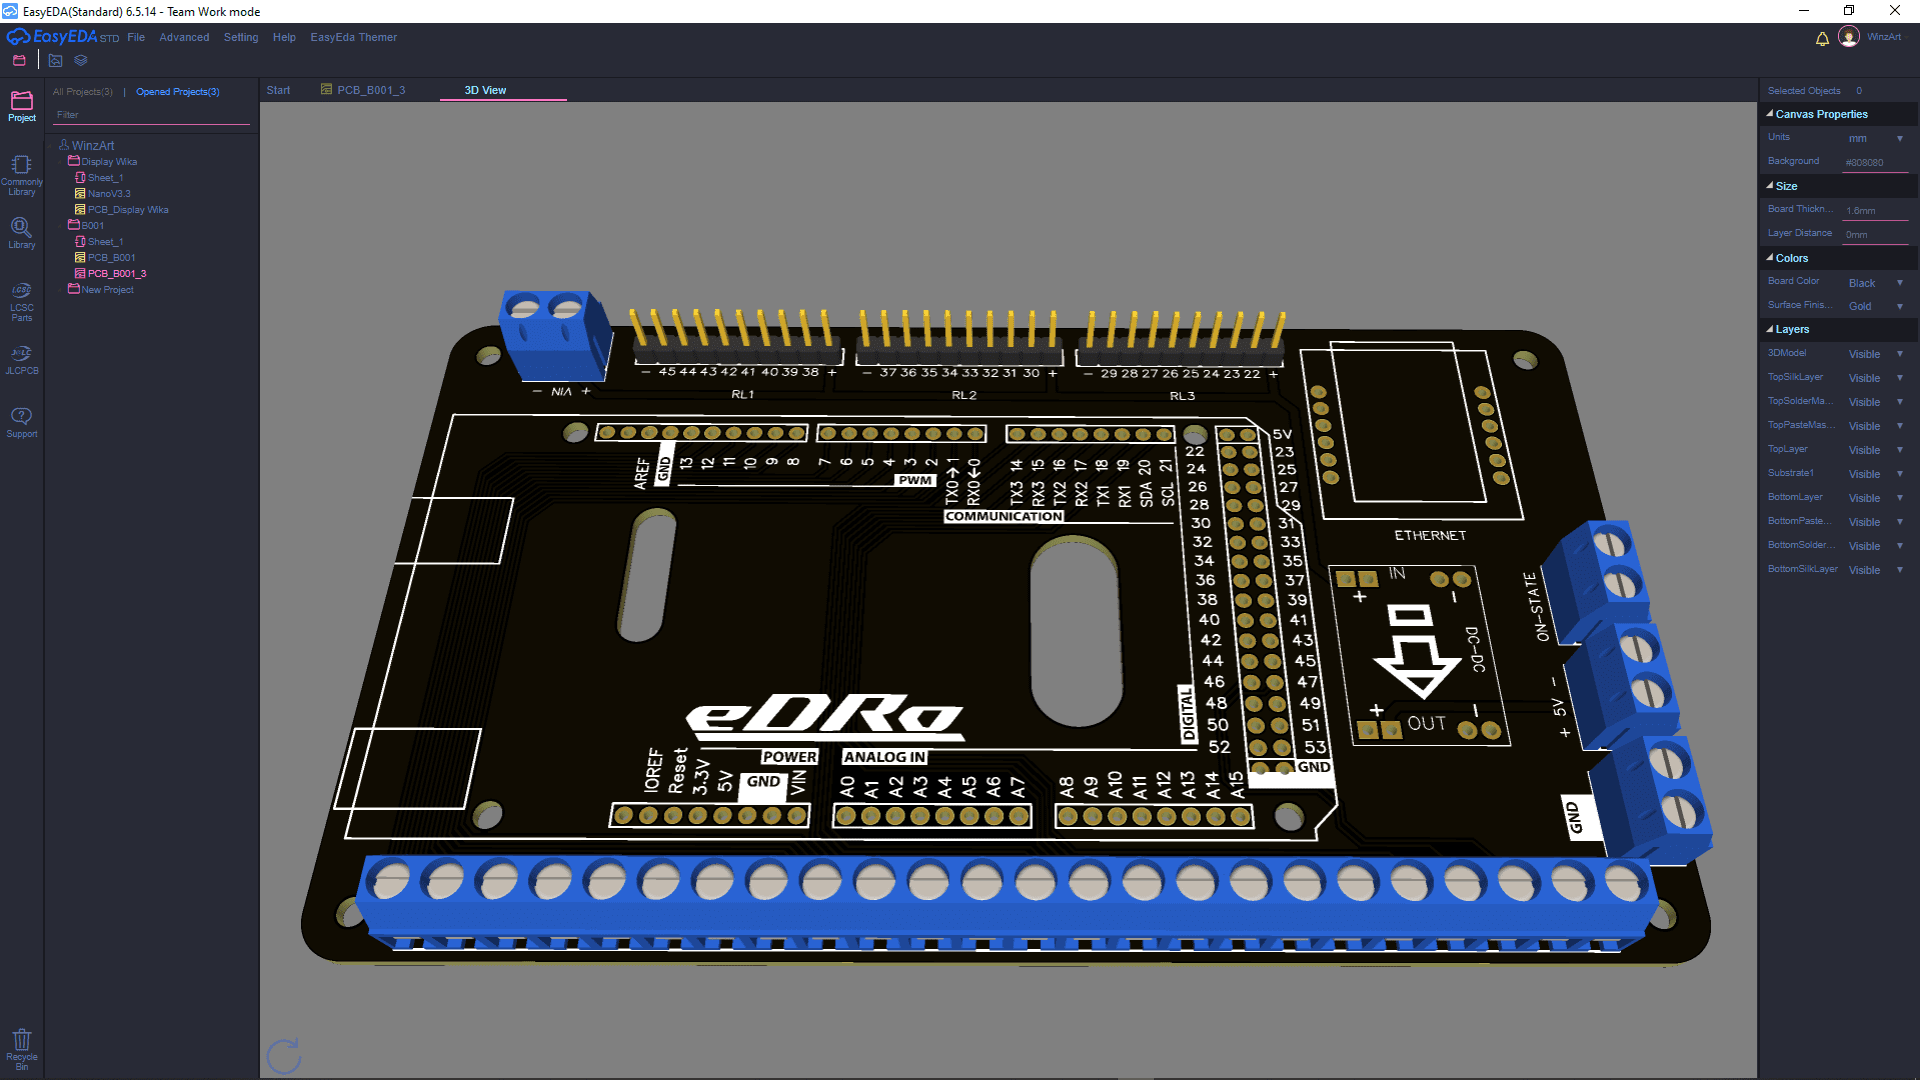 EasyEDA(Standard) 6.5.14 - Team Work mode
EasyEDA STD File Advanced Setting Help EasyEda Themer
WinzArt
All Projects(3) | Opened Projects(3)
Filter
Project
Commonly Library
Library
LCSC Parts
JLCPCB
Support
Recycle Bin
WinzArt
Display Wika
Sheet_1
NanoV3.3
PCB_Display Wika
B001
Sheet_1
PCB_B001
PCB_B001_3
New Project
Start PCB_B001_3 3D View
- VIN +
- 45 44 43 42 41 40 39 38 +
RL1
- 37 36 35 34 33 32 31 30 +
RL2
- 29 28 27 26 25 24 23 22 +
RL3
AREF GND 13 12 11 10 9 8 7 6 5 4 3 2 TX0→1 RX0←0
PWM
TX3 14 RX3 15 TX2 16 RX2 17 TX1 18 RX1 19 SDA 20 SCL 21
COMMUNICATION
5V
22 23
24 25
26 27
28 29
30 31
32 33
34 35
36 37
38 39
40 41
42 43
44 45
46 47
48 49
50 51
52 53
GND
DIGITAL
ETHERNET
IN
+ -
DC-DC
+ -
OUT
ON-STATE
+ 5V -
GND
eDRo
POWER ANALOG IN
IOREF Reset 3.3V 5V GND VIN
A0 A1 A2 A3 A4 A5 A6 A7 A8 A9 A10 A11 A12 A13 A14 A15
Selected Objects 0
Canvas Properties
Units mm
Background #808080
Size
Board Thickn... 1.6mm
Layer Distance 0mm
Colors
Board Color Black
Surface Finis... Gold
Layers
3DModel Visible
TopSilkLayer Visible
TopSolderMa... Visible
TopPasteMas... Visible
TopLayer Visible
Substrate1 Visible
BottomLayer Visible
BottomPaste... Visible
BottomSolder... Visible
BottomSilkLayer Visible